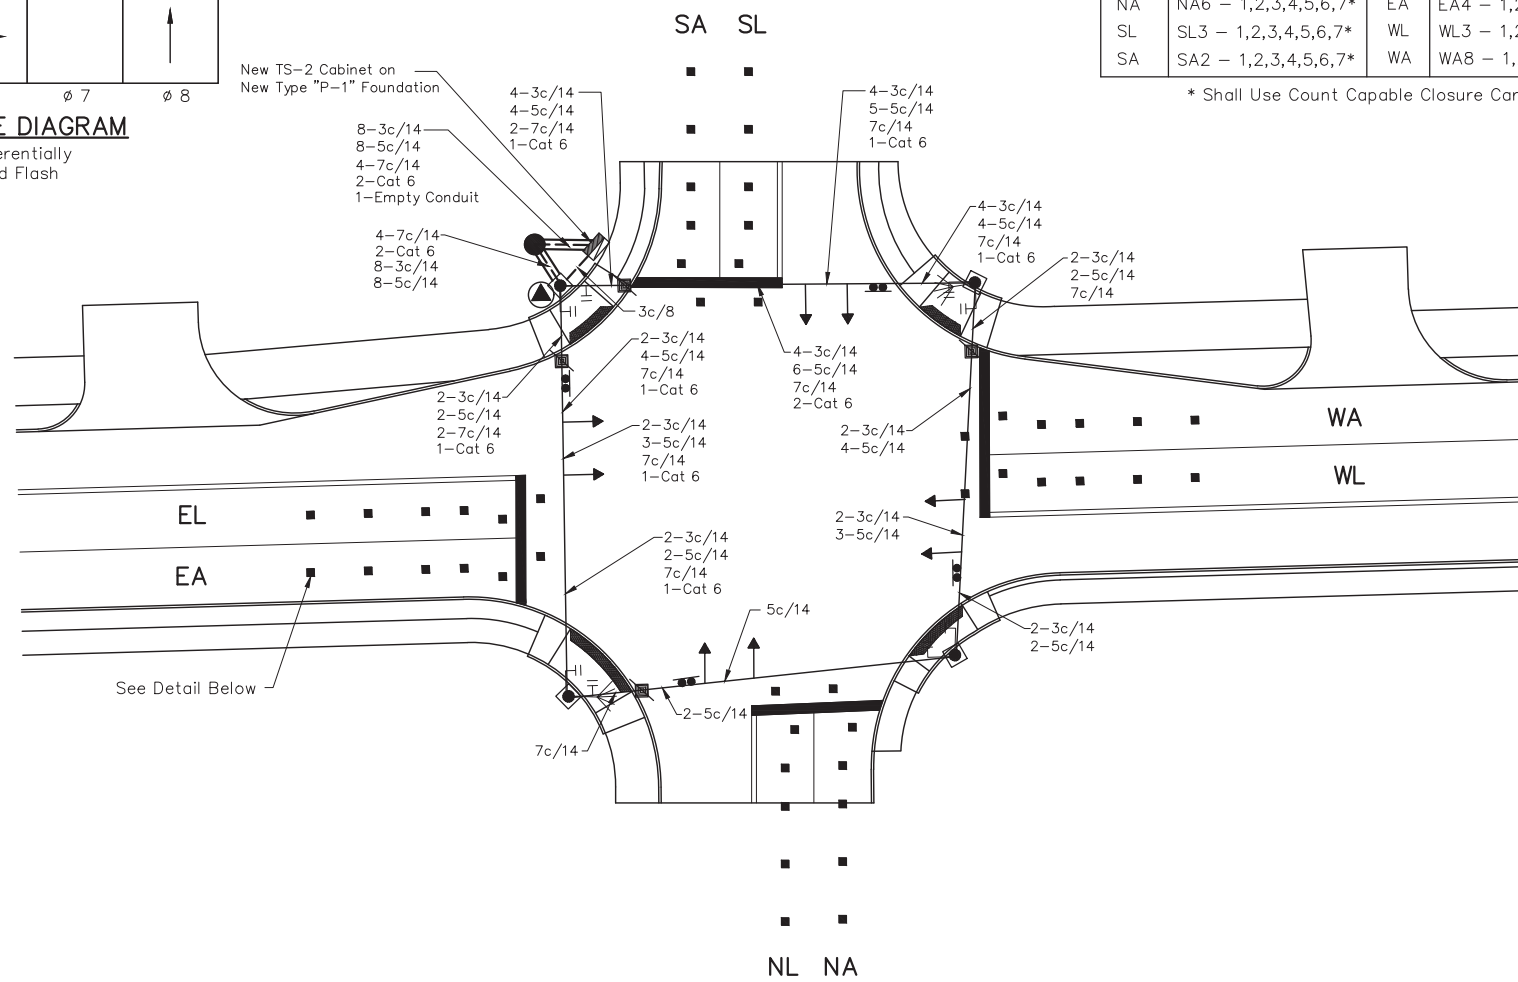 SA SL
NA NA6 – 1,2,3,4,5,6,7* EA EA4 – 1,2
SL SL3 – 1,2,3,4,5,6,7* WL WL3 – 1,2
SA SA2 – 1,2,3,4,5,6,7* WA WA8 – 1,
* Shall Use Count Capable Closure Car
ø 7 ø 8
E DIAGRAM
erentially
d Flash
New TS-2 Cabinet on
New Type "P-1" Foundation
4-3c/14
4-5c/14
2-7c/14
1-Cat 6
4-3c/14
5-5c/14
7c/14
1-Cat 6
8-3c/14
8-5c/14
4-7c/14
2-Cat 6
1-Empty Conduit
4-7c/14
2-Cat 6
8-3c/14
8-5c/14
4-3c/14
4-5c/14
7c/14
1-Cat 6
2-3c/14
2-5c/14
7c/14
3c/8
2-3c/14
4-5c/14
7c/14
1-Cat 6
4-3c/14
6-5c/14
7c/14
2-Cat 6
2-3c/14
2-5c/14
2-7c/14
1-Cat 6
2-3c/14
3-5c/14
7c/14
1-Cat 6
2-3c/14
4-5c/14
WA
WL
EL
EA
2-3c/14
3-5c/14
2-3c/14
2-5c/14
7c/14
1-Cat 6
5c/14
2-3c/14
2-5c/14
See Detail Below
2-5c/14
7c/14
NL NA